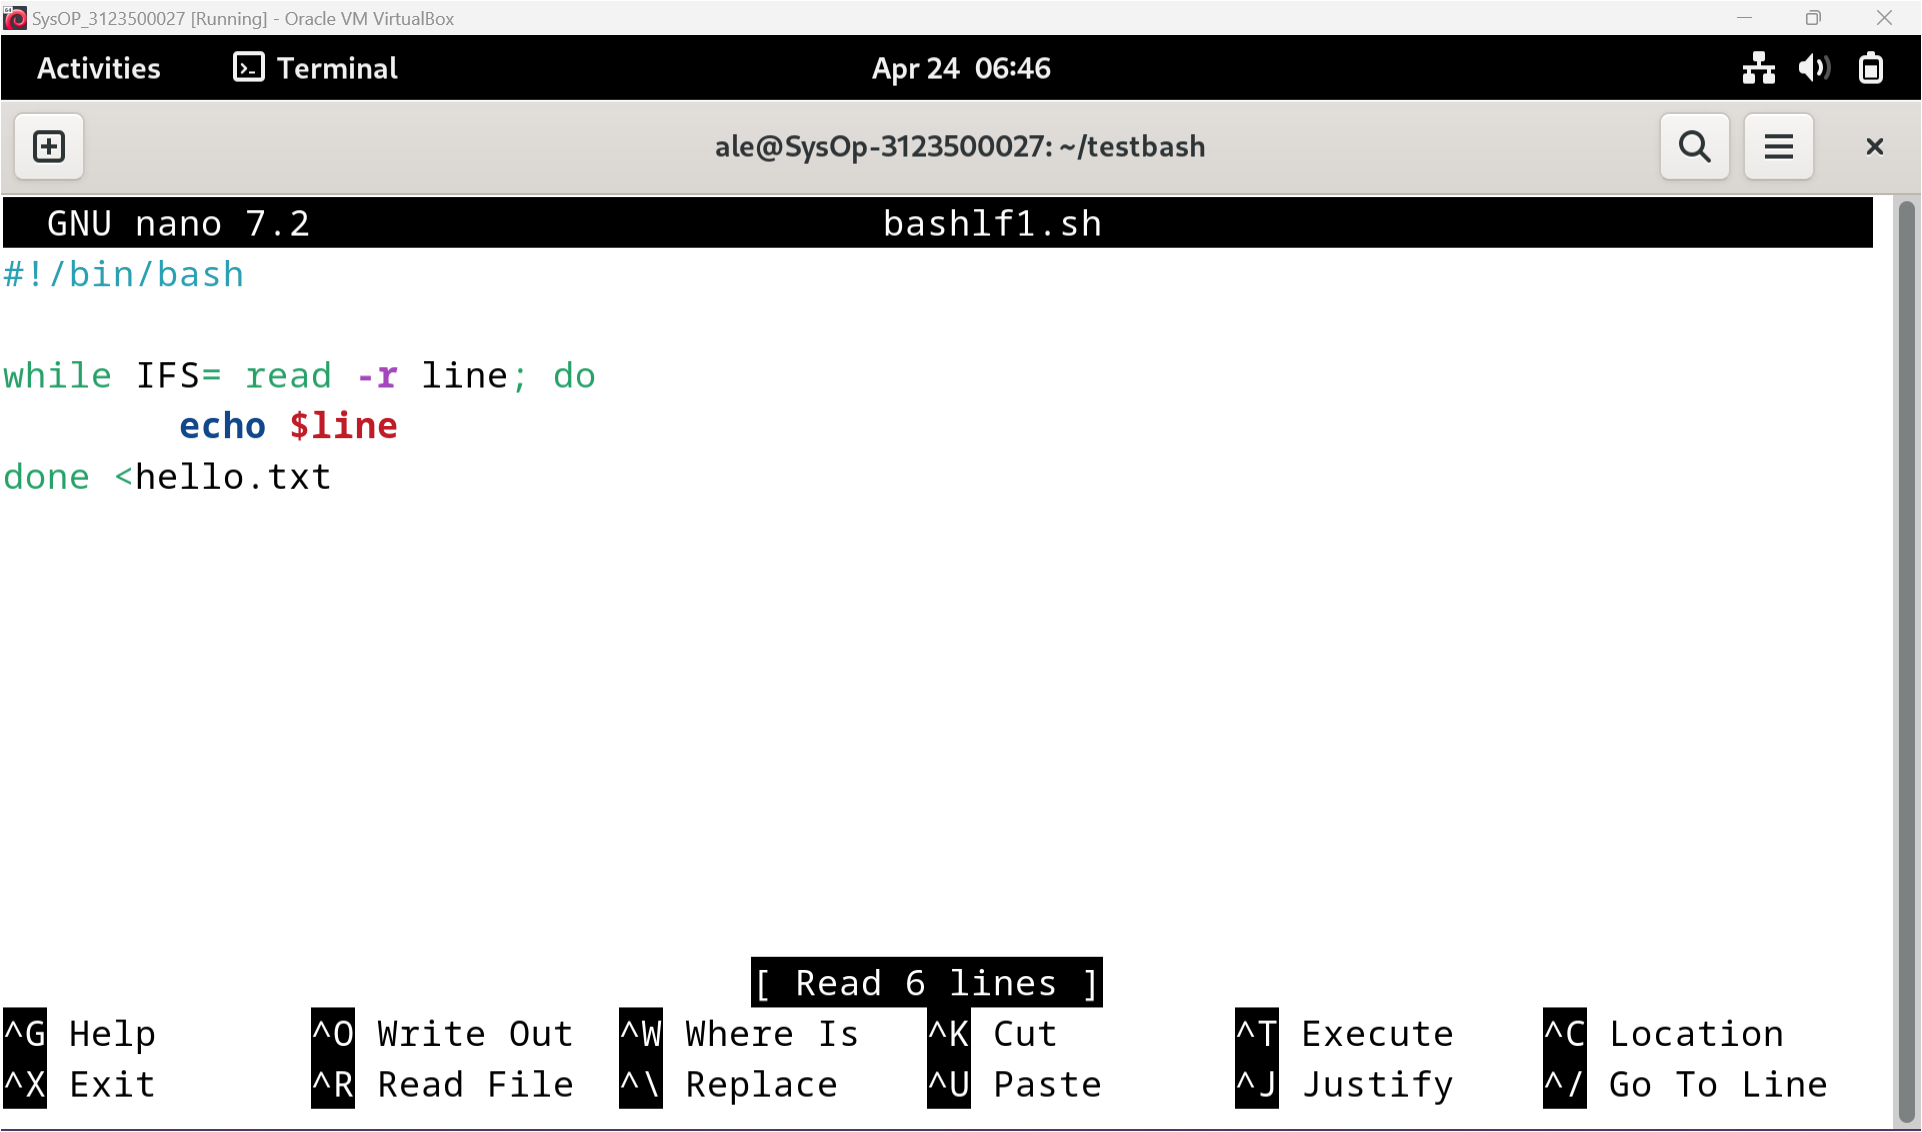 SysOP_3123500027 [Running] - Oracle VM VirtualBox
Activities Terminal Apr 24 06:46
ale@SysOp-3123500027: ~/testbash
GNU nano 7.2 bashlf1.sh
#!/bin/bash
while IFS= read -r line; do
        echo $line
done <hello.txt
[ Read 6 lines ]
^G Help ^O Write Out ^W Where Is ^K Cut ^T Execute ^C Location
^X Exit ^R Read File ^\ Replace ^U Paste ^J Justify ^/ Go To Line